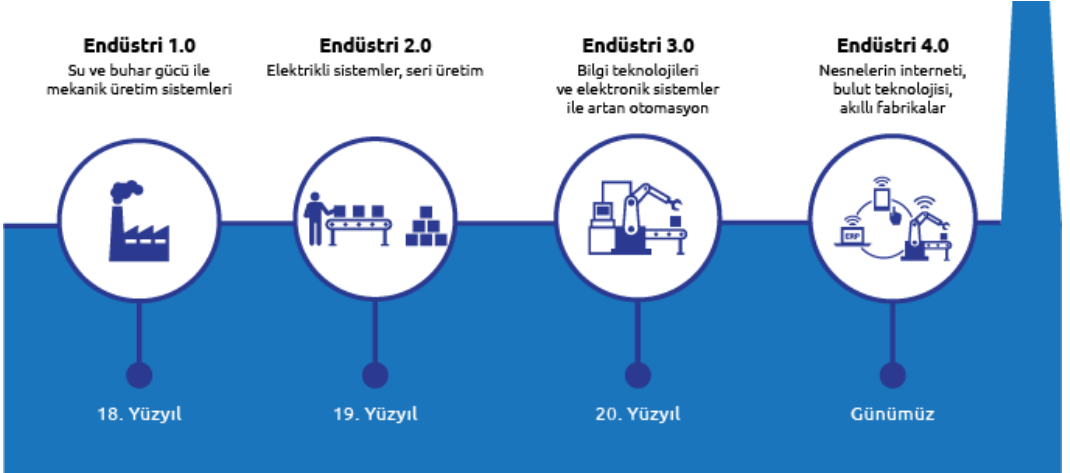 Endüstri 1.0
Su ve buhar gücü ile
mekanik üretim sistemleri
Endüstri 2.0
Elektrikli sistemler, seri üretim
Endüstri 3.0
Bilgi teknolojileri
ve elektronik sistemler
ile artan otomasyon
Endüstri 4.0
Nesnelerin interneti,
bulut teknolojisi,
akıllı fabrikalar
ERP
18. Yüzyıl
19. Yüzyıl
20. Yüzyıl
Günümüz